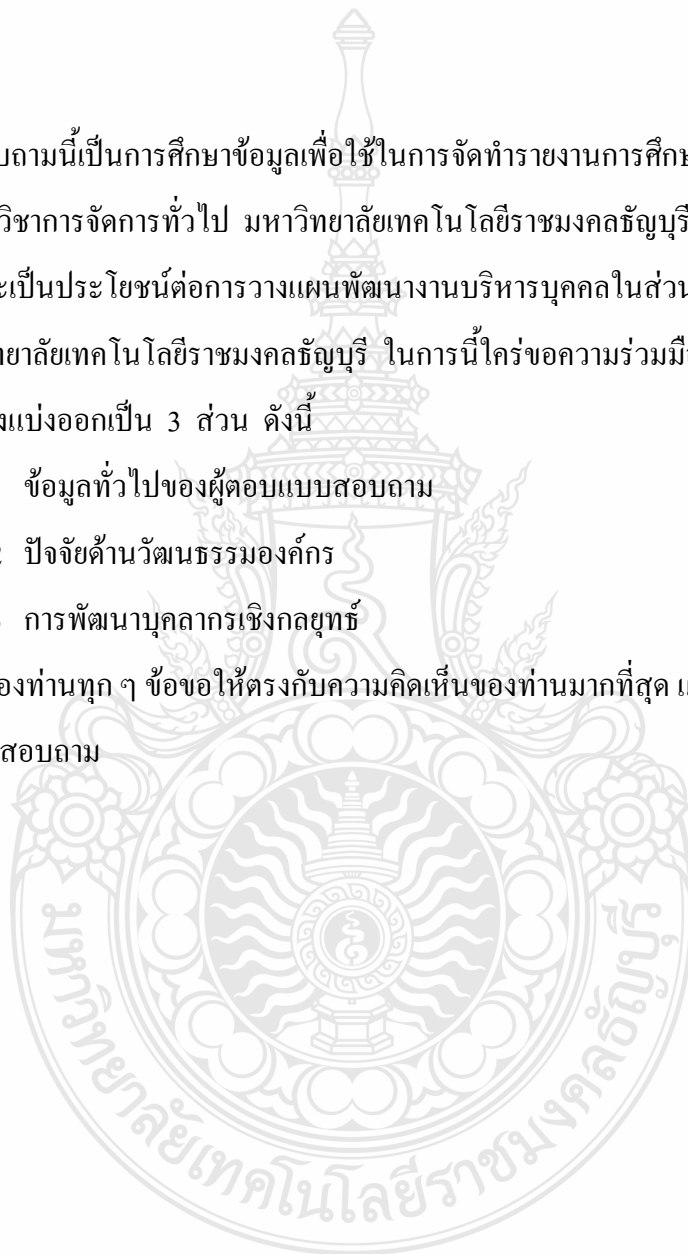 บถามนี้เป็นการศึกษาข้อมูลเพื่อใช้ในการจัดทำรายงานการศึกษ
วิชาการจัดการทั่วไป มหาวิทยาลัยเทคโนโลยีราชมงคลธัญบุรี
ะเป็นประโยชน์ต่อการวางแผนพัฒนางานบริหารบุคคลในส่วน
ทยาลัยเทคโนโลยีราชมงคลธัญบุรี ในการนี้ใคร่ขอความร่วมมือ
งแบ่งออกเป็น 3 ส่วน ดังนี้
ข้อมูลทั่วไปของผู้ตอบแบบสอบถาม
ปัจจัยด้านวัฒนธรรมองค์กร
การพัฒนาบุคลากรเชิงกลยุทธ์
องท่านทุก ๆ ข้อขอให้ตรงกับความคิดเห็นของท่านมากที่สุด แ
สอบถาม
มหาวิทยาลัยเทคโนโลยีราชมงคลธัญบุรี